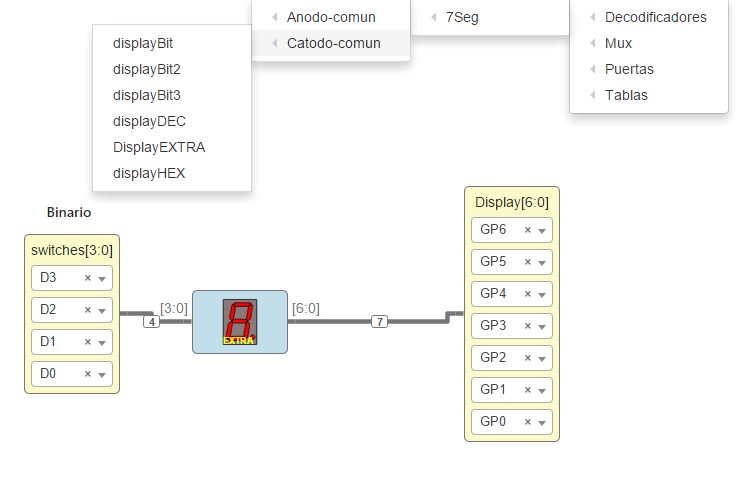 Anodo-comun
Catodo-comun
7Seg
Decodificadores
Mux
Puertas
Tablas
displayBit
displayBit2
displayBit3
displayDEC
DisplayEXTRA
displayHEX
Binario
switches[3:0]
D3 ×
D2 ×
D1 ×
D0 ×
4
[3:0]
EXTRA
[6:0]
7
Display[6:0]
GP6 ×
GP5 ×
GP4 ×
GP3 ×
GP2 ×
GP1 ×
GP0 ×